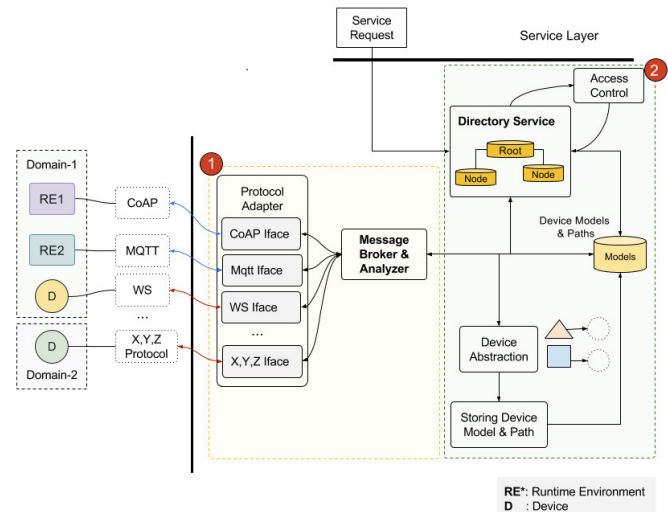 Service
Request
Service Layer
2
Access
Control
Directory Service
Root
Node
Node
1
Domain-1
RE1
CoAP
Protocol
Adapter
CoAP Iface
Device Models
& Paths
RE2
MQTT
Mqtt Iface
Message
Broker &
Analyzer
Models
D
WS
WS Iface
...
...
D
X,Y,Z
Protocol
X,Y,Z Iface
Device
Abstraction
Domain-2
Storing Device
Model & Path
RE*: Runtime Environment
D : Device